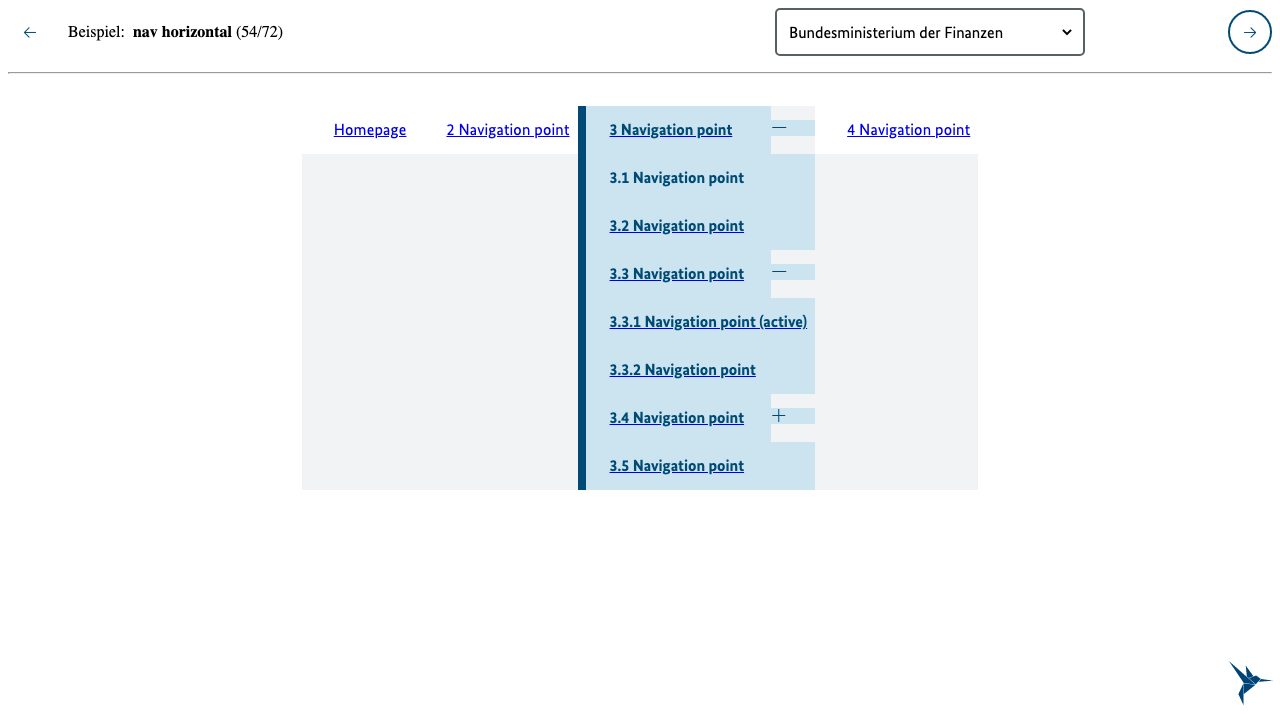 Beispiel: nav horizontal (54/72)
Bundesministerium der Finanzen
Homepage
2 Navigation point
3 Navigation point
4 Navigation point
3.1 Navigation point
3.2 Navigation point
3.3 Navigation point
3.3.1 Navigation point (active)
3.3.2 Navigation point
3.4 Navigation point
3.5 Navigation point